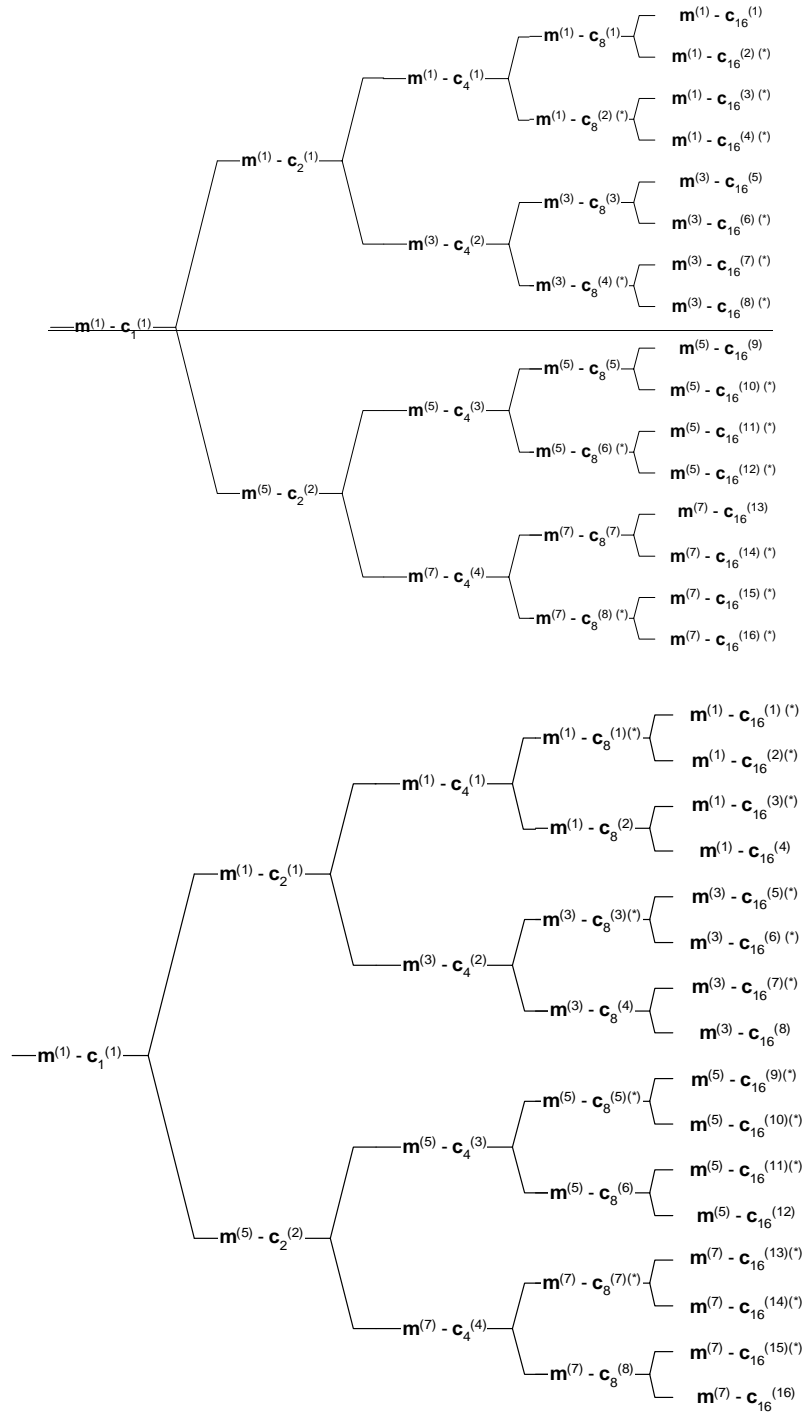 m(1) - c1(1)
m(1) - c2(1)
m(5) - c2(2)
m(1) - c4(1)
m(3) - c4(2)
m(5) - c4(3)
m(7) - c4(4)
m(1) - c8(1)
m(1) - c8(2) (*)
m(3) - c8(3)
m(3) - c8(4) (*)
m(5) - c8(5)
m(5) - c8(6) (*)
m(7) - c8(7)
m(7) - c8(8) (*)
m(1) - c16(1)
m(1) - c16(2) (*)
m(1) - c16(3) (*)
m(1) - c16(4) (*)
m(3) - c16(5)
m(3) - c16(6) (*)
m(3) - c16(7) (*)
m(3) - c16(8) (*)
m(5) - c16(9)
m(5) - c16(10) (*)
m(5) - c16(11) (*)
m(5) - c16(12) (*)
m(7) - c16(13)
m(7) - c16(14) (*)
m(7) - c16(15) (*)
m(7) - c16(16) (*)
m(1) - c1(1)
m(1) - c2(1)
m(5) - c2(2)
m(1) - c4(1)
m(3) - c4(2)
m(5) - c4(3)
m(7) - c4(4)
m(1) - c8(1)(*)
m(1) - c8(2)
m(3) - c8(3)(*)
m(3) - c8(4)
m(5) - c8(5)(*)
m(5) - c8(6)
m(7) - c8(7)(*)
m(7) - c8(8)
m(1) - c16(1) (*)
m(1) - c16(2)(*)
m(1) - c16(3)(*)
m(1) - c16(4)
m(3) - c16(5)(*)
m(3) - c16(6) (*)
m(3) - c16(7)(*)
m(3) - c16(8)
m(5) - c16(9)(*)
m(5) - c16(10)(*)
m(5) - c16(11)(*)
m(5) - c16(12)
m(7) - c16(13)(*)
m(7) - c16(14)(*)
m(7) - c16(15)(*)
m(7) - c16(16)